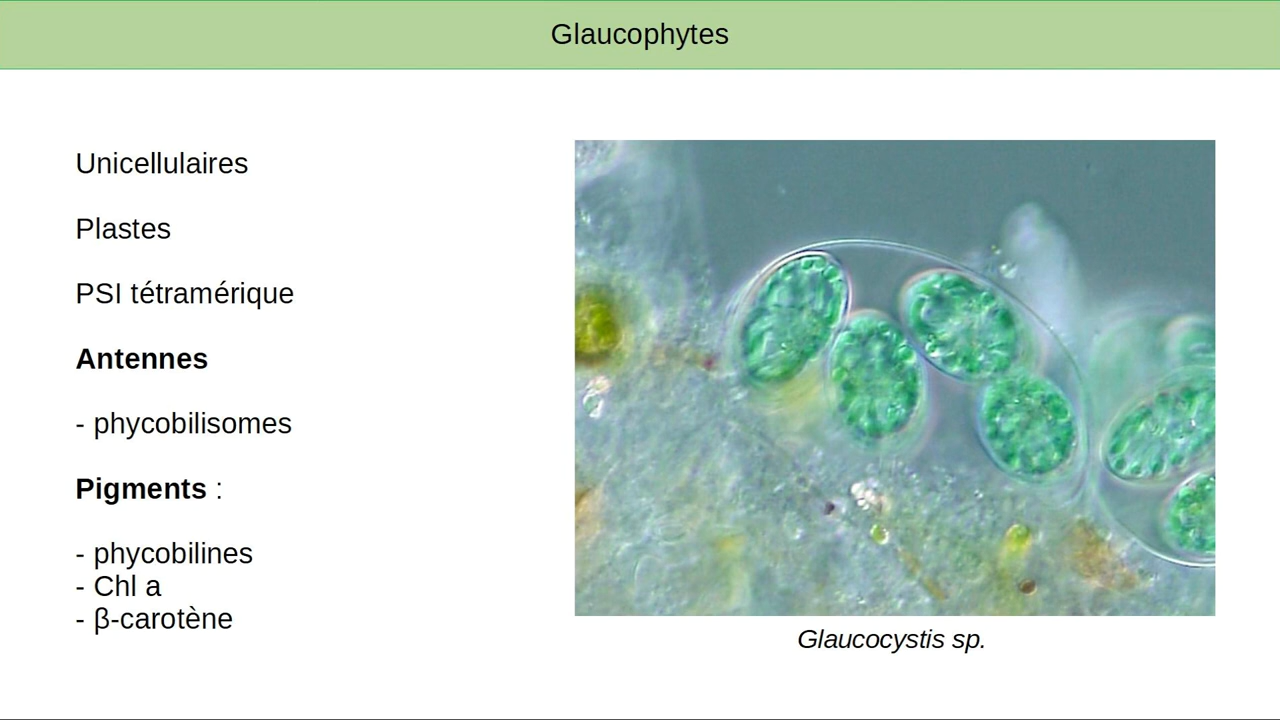 Glaucophytes
Unicellulaires
Plastes
PSI tétramérique
Antennes
- phycobilisomes
Pigments :
- phycobilines
- Chl a
- β-carotène
Glaucocystis sp.